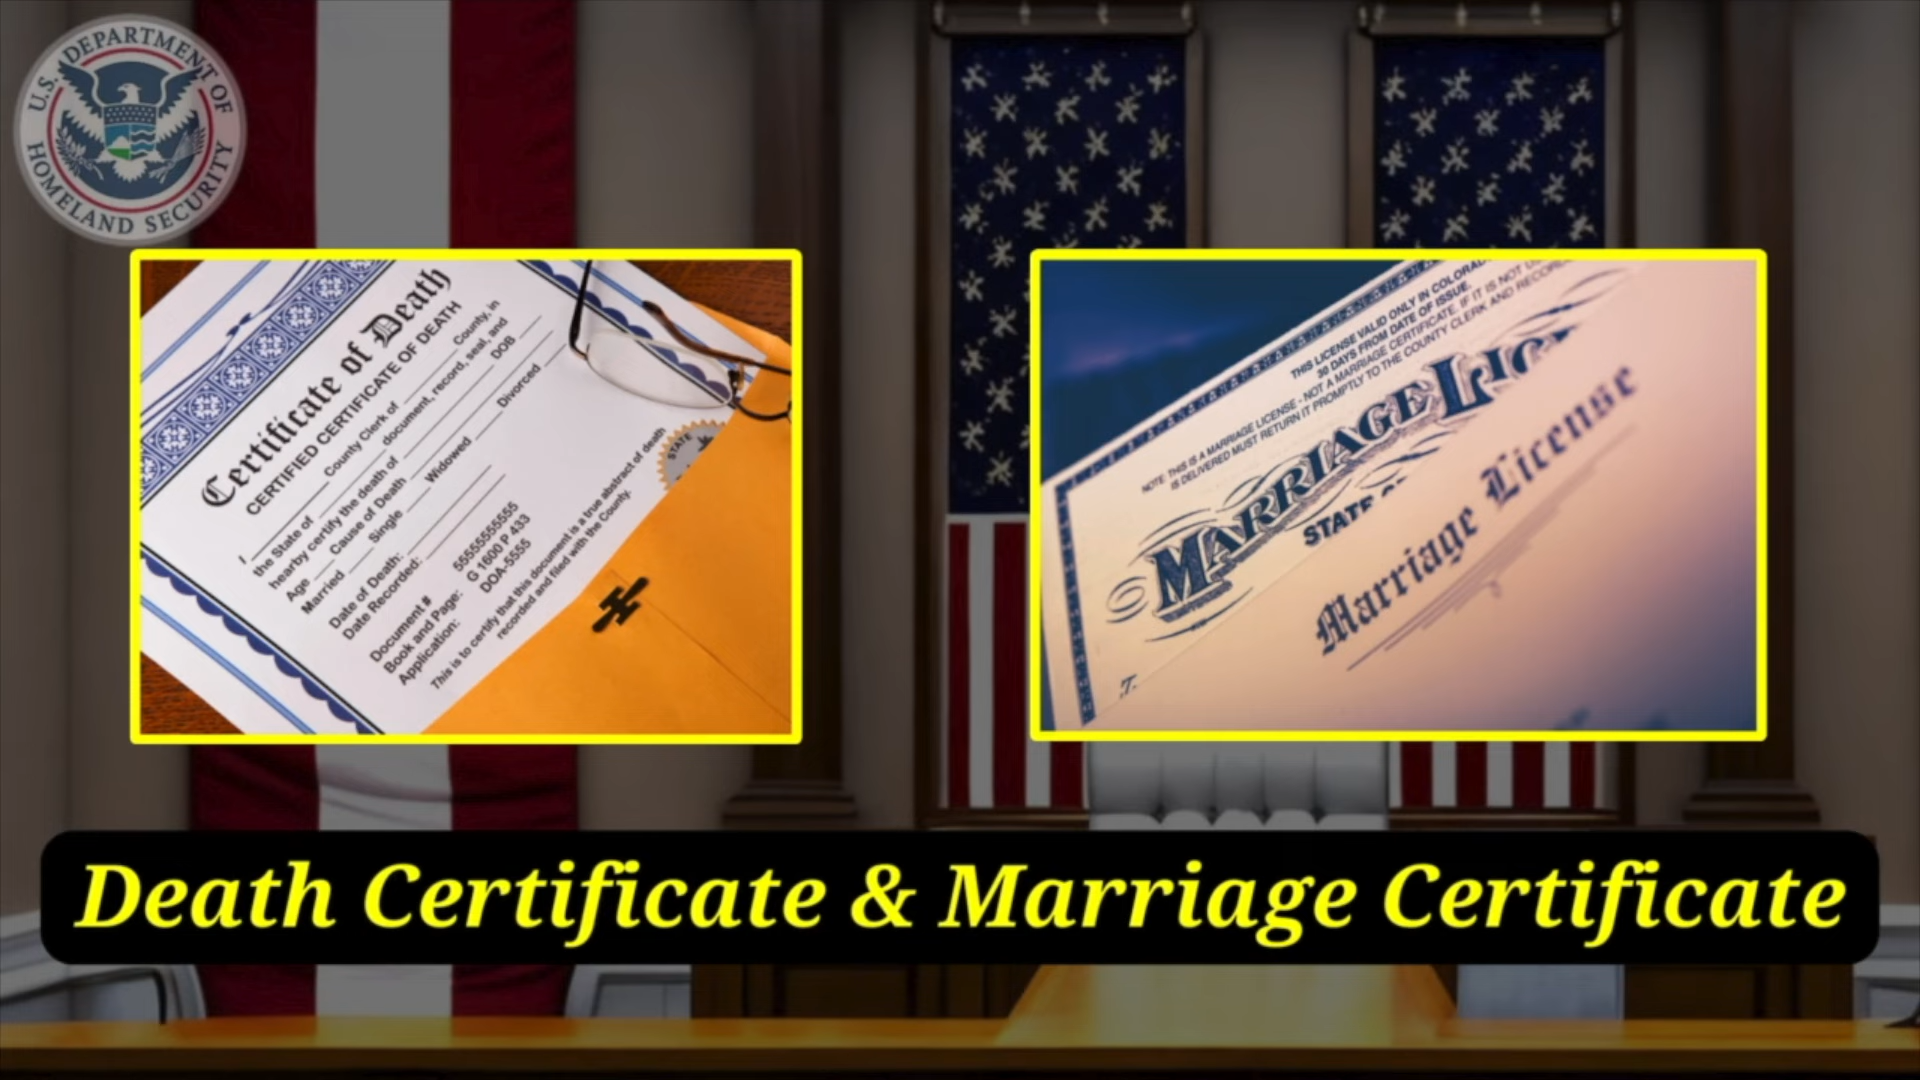 U.S. DEPARTMENT OF
HOMELAND SECURITY
Certificate of Death
CERTIFIED CERTIFICATE OF DEATH
I County Clerk of County, in
the State of document, record, seal, and
hearby certify the death of DOB
Age Cause of Death
Married Single Widowed Divorced
Date of Death:
Date Recorded:
Document # 55555555555
Book and Page: G 1600 P 433
Application: DOA-5555
This is to certify that this document is a true abstract of death
recorded and filed with the County.
STATE
THIS LICENSE VALID ONLY IN COLORAD
30 DAYS FROM DATE OF ISSUE.
NOTE: THIS IS A MARRIAGE LICENSE - NOT A MARRIAGE CERTIFICATE. IF IT IS NOT
IS DELIVERED MUST RETURN IT PROMPTLY TO THE COUNTY CLERK AND
MARRIAGE LIC
STATE
Marriage License
Death Certificate & Marriage Certificate